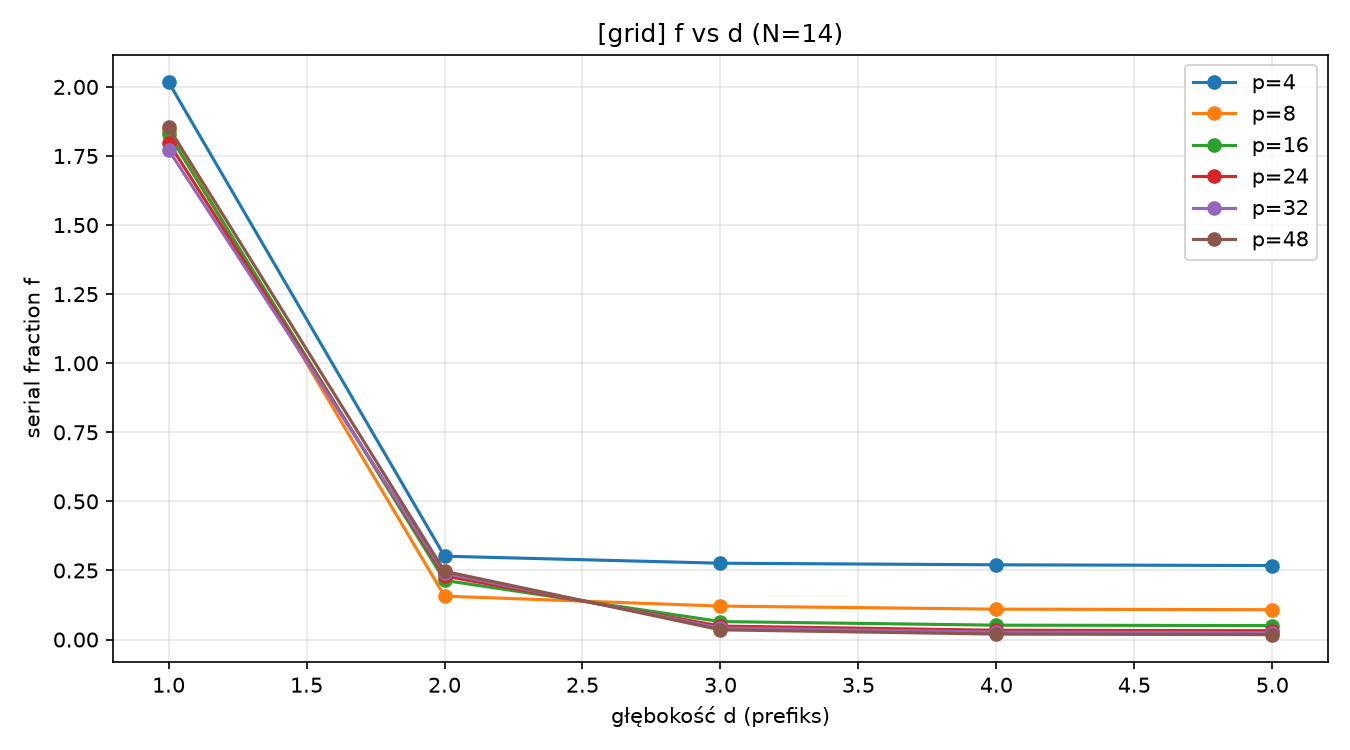 [grid] f vs d (N=14)
serial fraction f
2.00
1.75
1.50
1.25
1.00
0.75
0.50
0.25
0.00
p=4
p=8
p=16
p=24
p=32
p=48
1.0 1.5 2.0 2.5 3.0 3.5 4.0 4.5 5.0
głębokość d (prefiks)